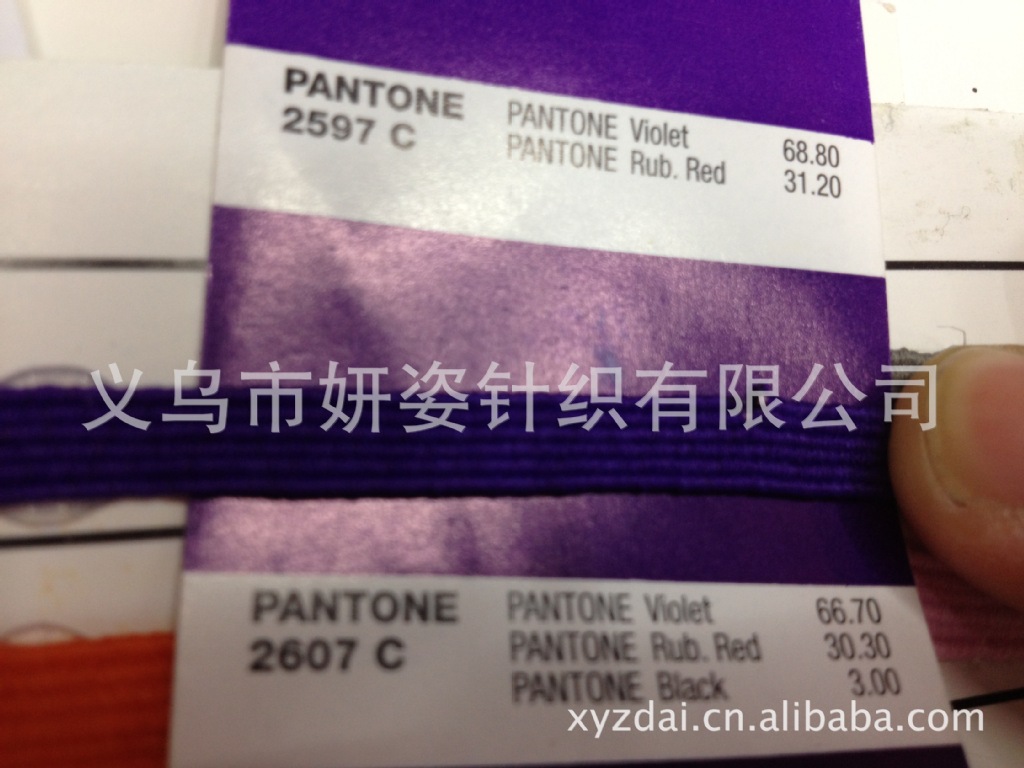 PANTONE
2597 C
PANTONE Violet 68.80
PANTONE Rub. Red 31.20
义乌市妍姿针织有限公司
PANTONE
2607 C
PANTONE Violet 66.70
PANTONE Rub. Red 30.30
PANTONE Black 3.00
xyzdai.cn.alibaba.com